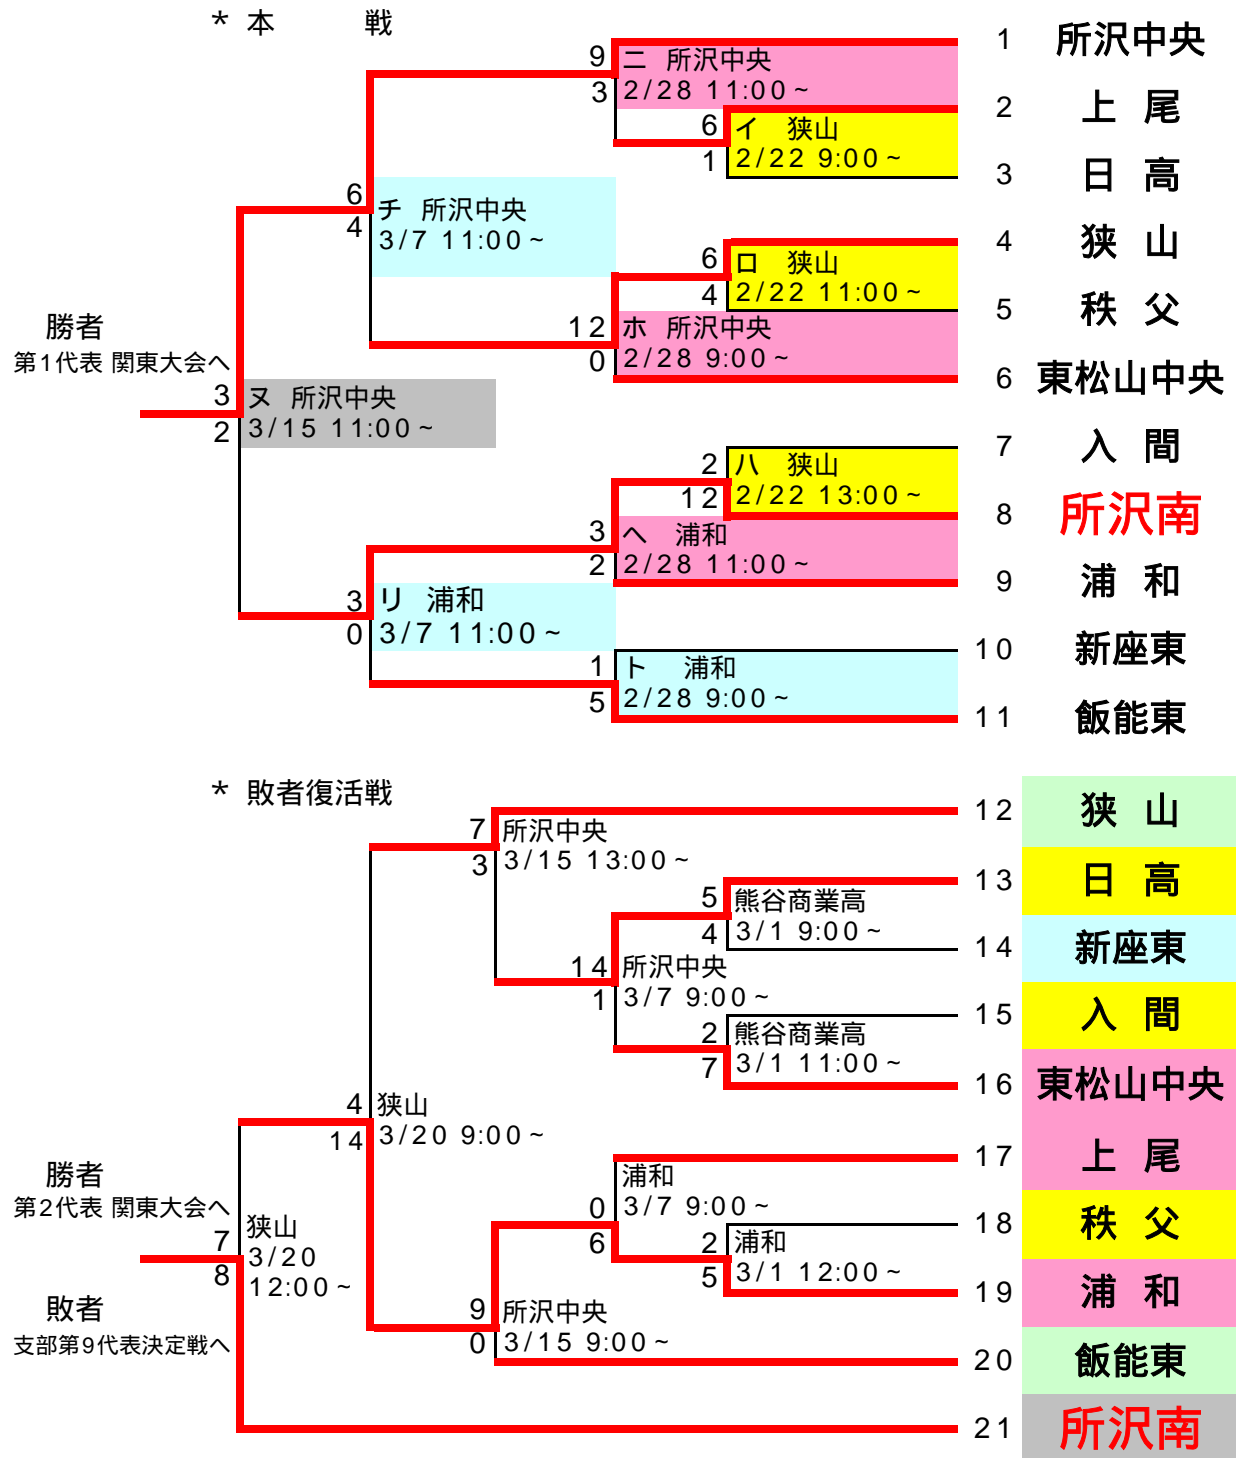 * 本 戦
1 所沢中央
9 ニ 所沢中央
3 2/28 11:00～
2 上 尾
6 イ 狭山
1 2/22 9:00～
3 日 高
6 チ 所沢中央
4 3/7 11:00～
4 狭 山
6 ロ 狭山
4 2/22 11:00～
5 秩 父
12 ホ 所沢中央
0 2/28 9:00～
6 東松山中央
勝者
第1代表 関東大会へ
3 ヌ 所沢中央
2 3/15 11:00～
7 入 間
2 ハ 狭山
12 2/22 13:00～
8 所沢南
3 ヘ 浦和
2 2/28 11:00～
9 浦 和
3 リ 浦和
0 3/7 11:00～
10 新座東
1 ト 浦和
5 2/28 9:00～
11 飯能東
* 敗者復活戦
12 狭 山
7 所沢中央
3 3/15 13:00～
13 日 高
5 熊谷商業高
4 3/1 9:00～
14 新座東
14 所沢中央
1 3/7 9:00～
15 入 間
2 熊谷商業高
7 3/1 11:00～
16 東松山中央
4 狭山
14 3/20 9:00～
17 上 尾
浦和
0 3/7 9:00～
6
18 秩 父
2 浦和
5 3/1 12:00～
19 浦 和
勝者
第2代表 関東大会へ
7 狭山
8 3/20
12:00～
敗者
支部第9代表決定戦へ
9 所沢中央
0 3/15 9:00～
20 飯能東
21 所沢南